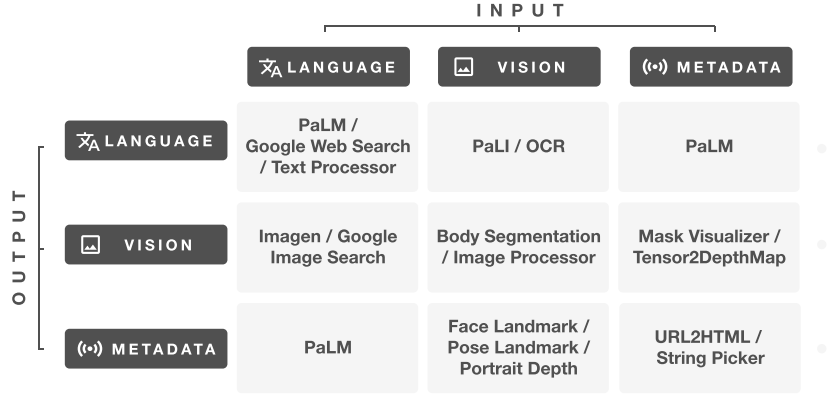 INPUT
LANGUAGE
VISION
METADATA
LANGUAGE
PaLM /
Google Web Search
/ Text Processor
PaLI / OCR
PaLM
OUTPUT
VISION
Imagen / Google
Image Search
Body Segmentation
/ Image Processor
Mask Visualizer /
Tensor2DepthMap
METADATA
PaLM
Face Landmark /
Pose Landmark /
Portrait Depth
URL2HTML /
String Picker